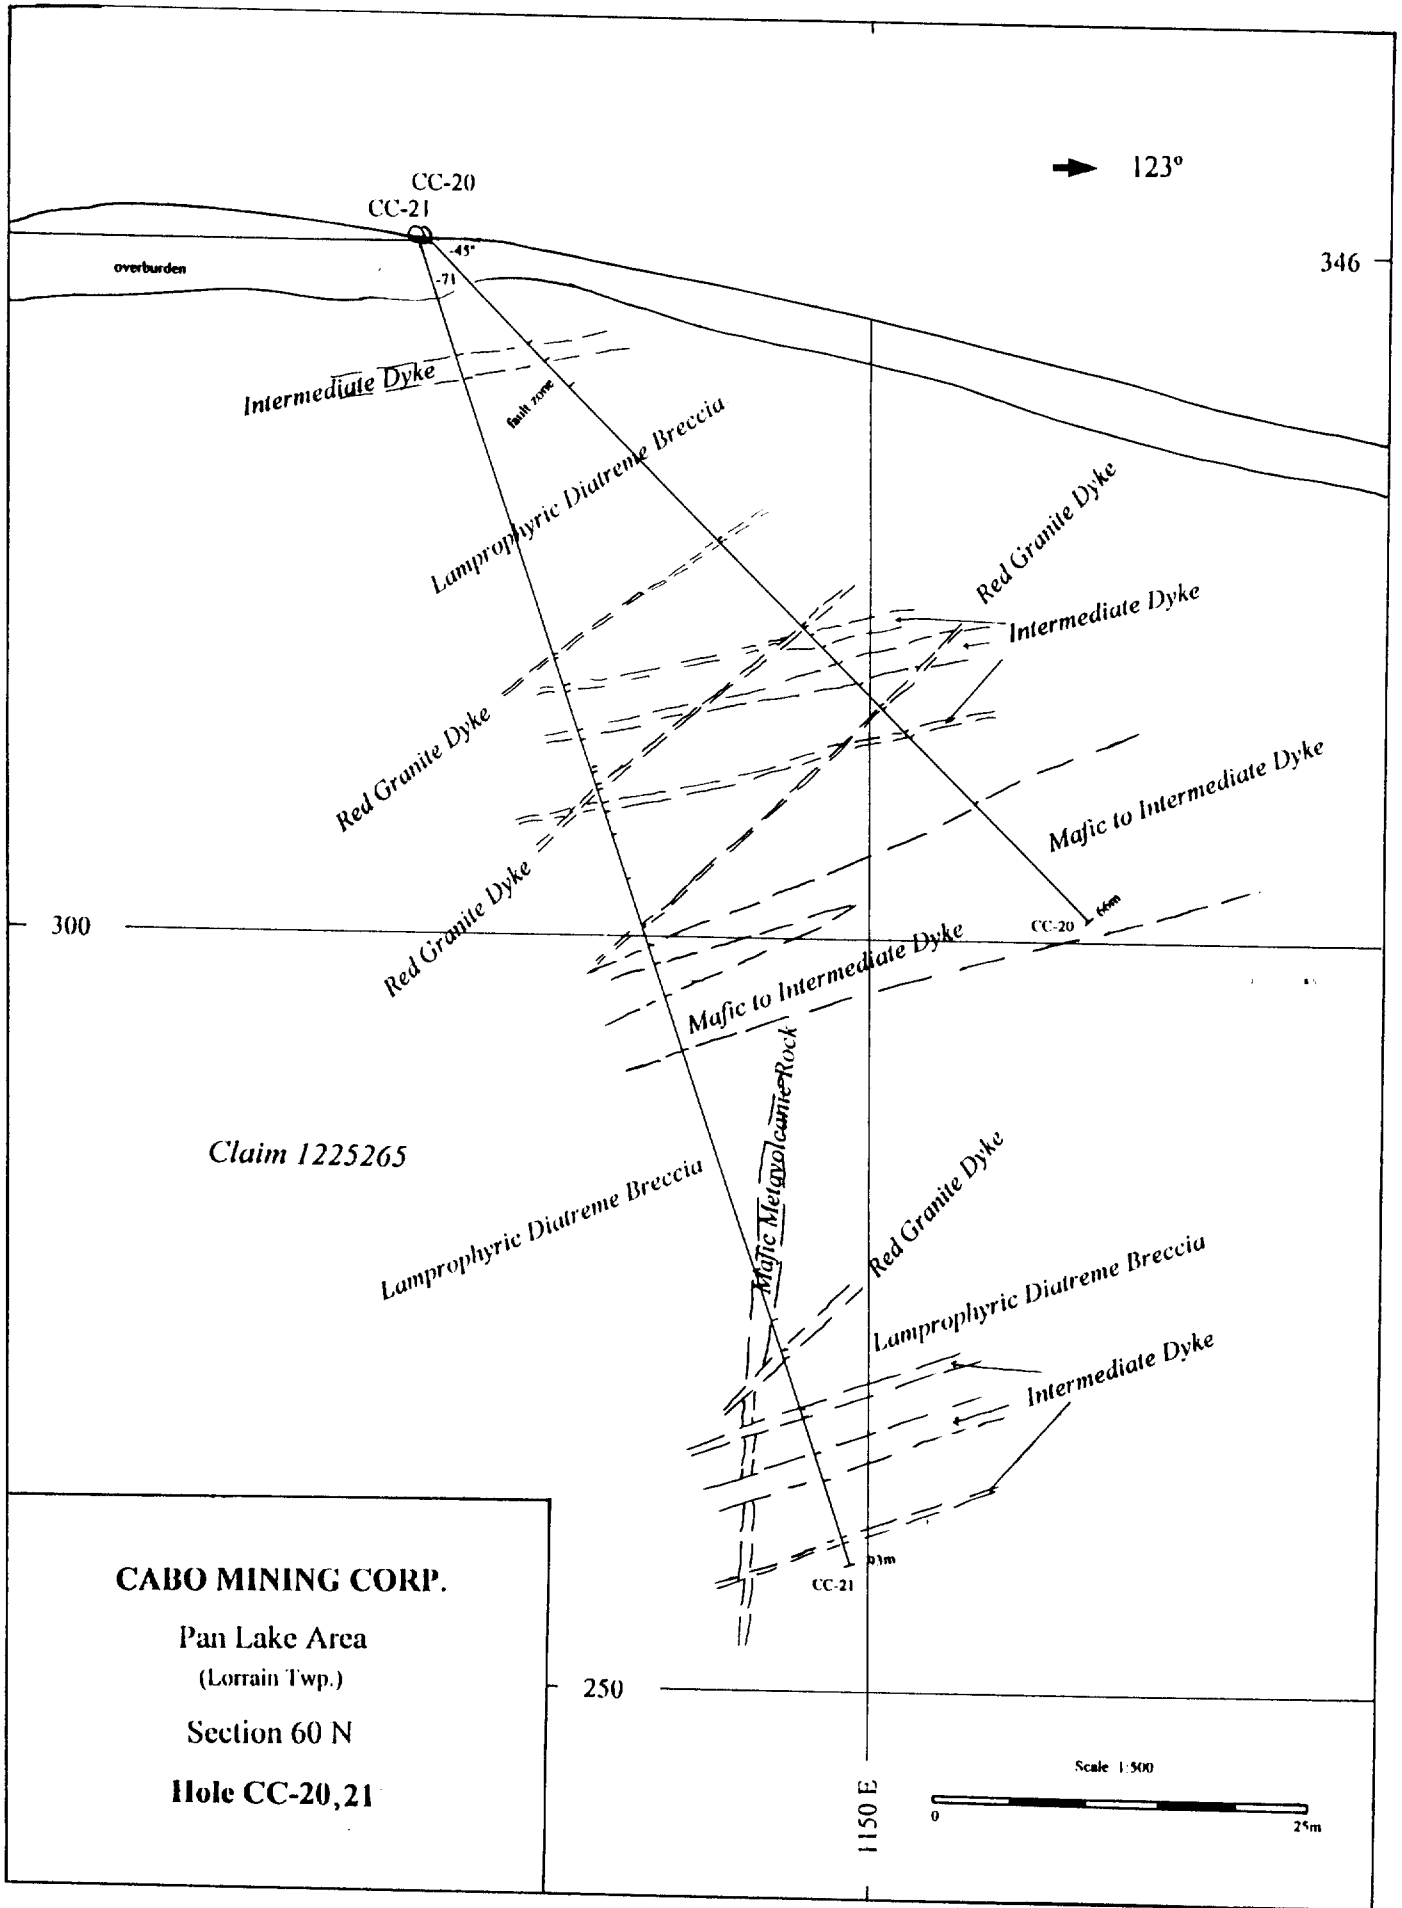 123°
CC-20
CC-21
346
-45°
overburden
-71
Intermediate Dyke
fault zone
Lamprophyric Diatreme Breccia
Red Granite Dyke
Intermediate Dyke
Red Granite Dyke
Mafic to Intermediate Dyke
Red Granite Dyke
66m
300
CC-20
Mafic to Intermediate Dyke
Mafic Metavolcanic Rock
Claim 1225265
Lamprophyric Diatreme Breccia
Red Granite Dyke
Lamprophyric Diatreme Breccia
Intermediate Dyke
93m
CC-21
CABO MINING CORP.
Pan Lake Area
(Lorrain Twp.)
Section 60 N
Hole CC-20,21
250
1150 E
Scale 1:500
0
25m